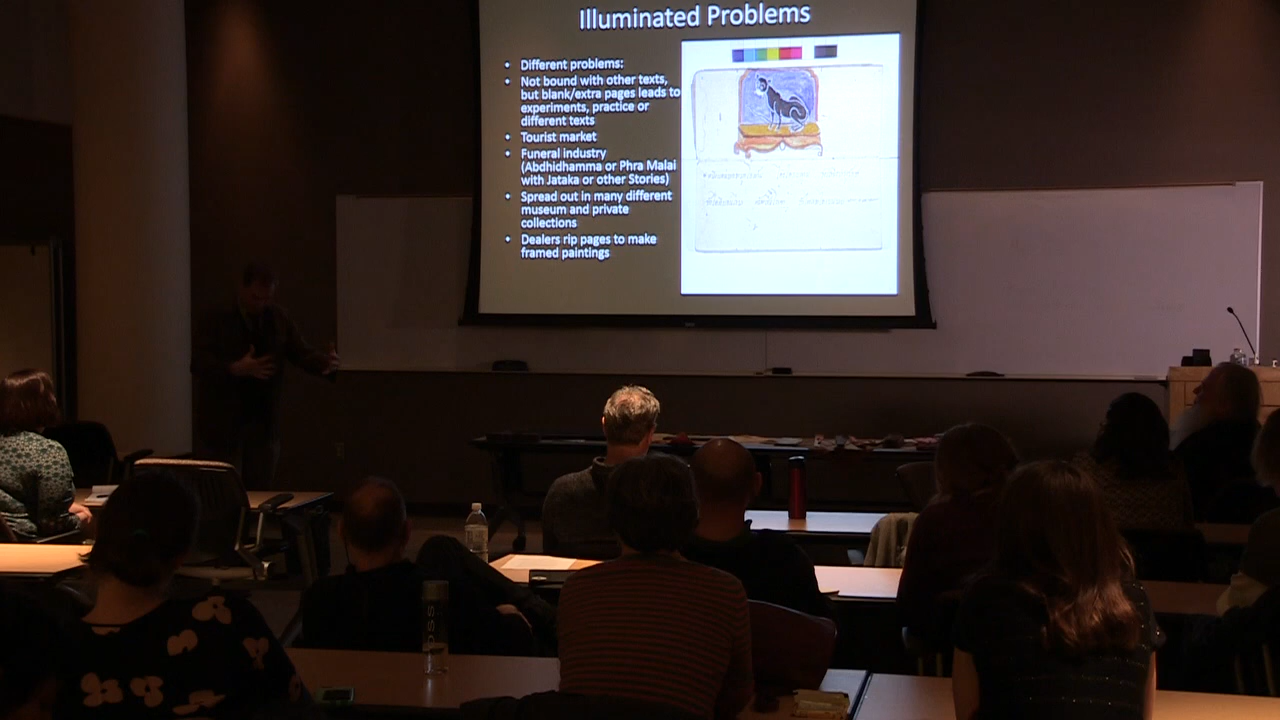 Illuminated Problems
• Different problems:
• Not bound with other texts,
but blank/extra pages leads to
experiments, practice or
different texts
• Tourist market
• Funeral industry
(Abdhidhamma or Phra Malai
with Jataka or other Stories)
• Spread out in many different
museum and private
collections
• Dealers rip pages to make
framed paintings